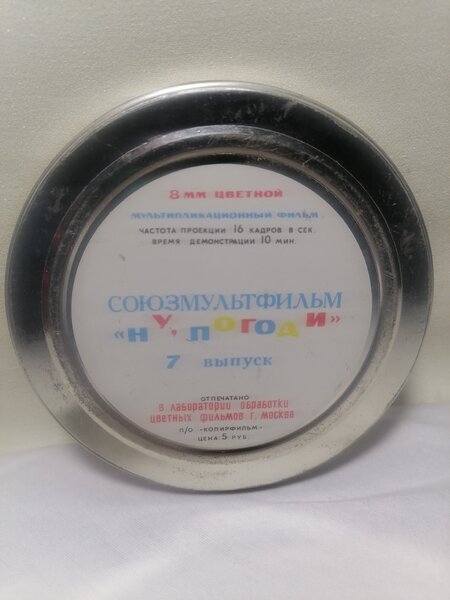 8 мм ЦВЕТНОЙ
МУЛЬТИПЛИКАЦИОННЫЙ ФИЛЬМ
ЧАСТОТА ПРОЕКЦИИ 16 КАДРОВ В СЕК.
ВРЕМЯ ДЕМОНСТРАЦИИ 10 МИН.
СОЮЗМУЛЬТФИЛЬМ
«НУ, ПОГОДИ»
7 ВЫПУСК
ОТПЕЧАТАНО
В ЛАБОРАТОРИИ ОБРАБОТКИ
ЦВЕТНЫХ ФИЛЬМОВ Г. МОСКВА
П/О «КОПИРФИЛЬМ»
ЦЕНА 5 РУБ.